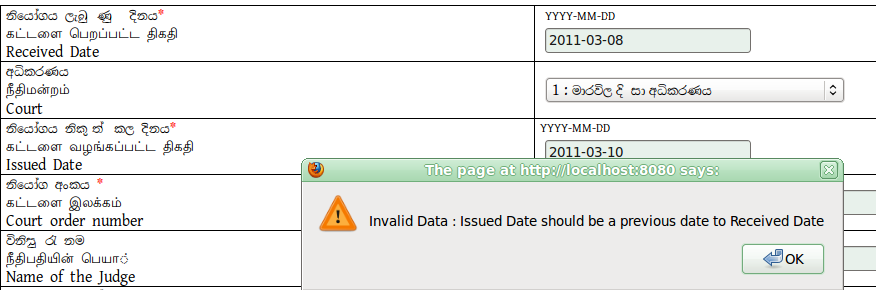 නියෝගය ලැබු ණු දිනය*
கட்டளை பெறப்பட்ட திகதி
Received Date
YYYY-MM-DD
2011-03-08
අධිකරණය
நீதிமன்றம்
Court
1 : මාරවිල දි සා අධිකරණය
නියෝගය නිකු ත් කල දිනය*
கட்டளை வழங்கப்பட்ட திகதி
Issued Date
YYYY-MM-DD
2011-03-10
නියෝග අංකය *
கட்டளை இலக்கம்
Court order number
විනිසු රු නම
நீதிபதியின் பெயா்
Name of the Judge
The page at http://localhost:8080 says:
Invalid Data : Issued Date should be a previous date to Received Date
OK